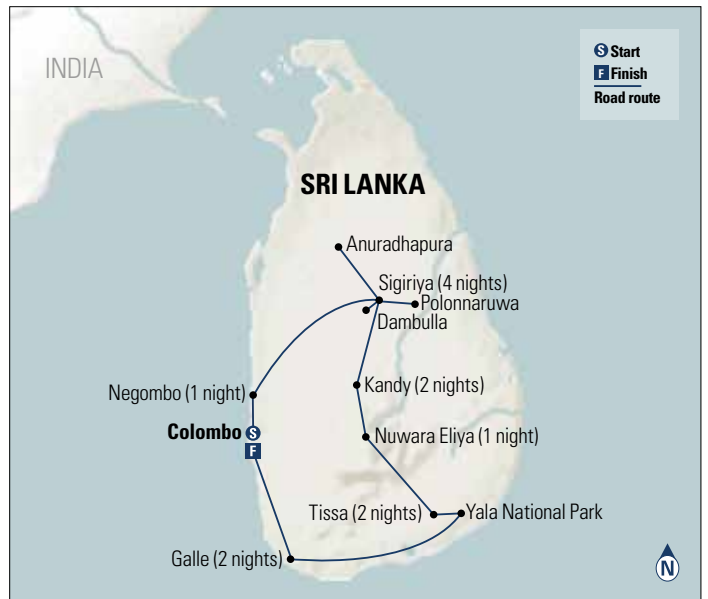 INDIA
S Start
F Finish
Road route
SRI LANKA
Anuradhapura
Sigiriya (4 nights)
Polonnaruwa
Dambulla
Kandy (2 nights)
Negombo (1 night)
Colombo S
F
Nuwara Eliya (1 night)
Tissa (2 nights)
Yala National Park
Galle (2 nights)
N